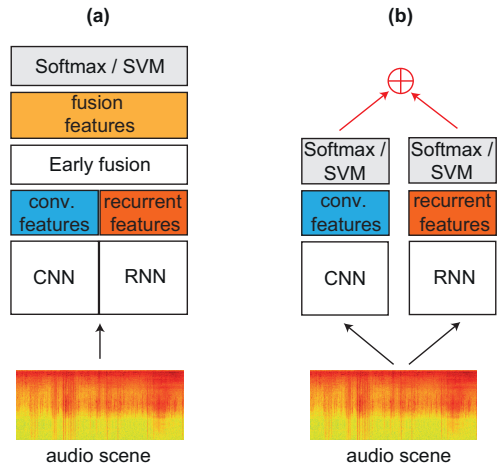 (a)
Softmax / SVM
fusion
features
Early fusion
conv.
features
recurrent
features
CNN
RNN
audio scene
(b)
Softmax /
SVM
Softmax /
SVM
conv.
features
recurrent
features
CNN
RNN
audio scene